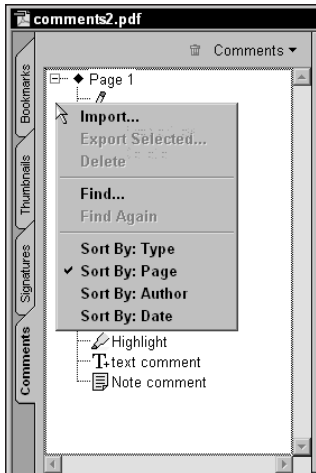 comments2.pdf
Comments
Page 1
Import...
Export Selected...
Delete
Find...
Find Again
Sort By: Type
Sort By: Page
Sort By: Author
Sort By: Date
Highlight
T+text comment
Note comment
Bookmarks
Thumbnails
Signatures
Comments